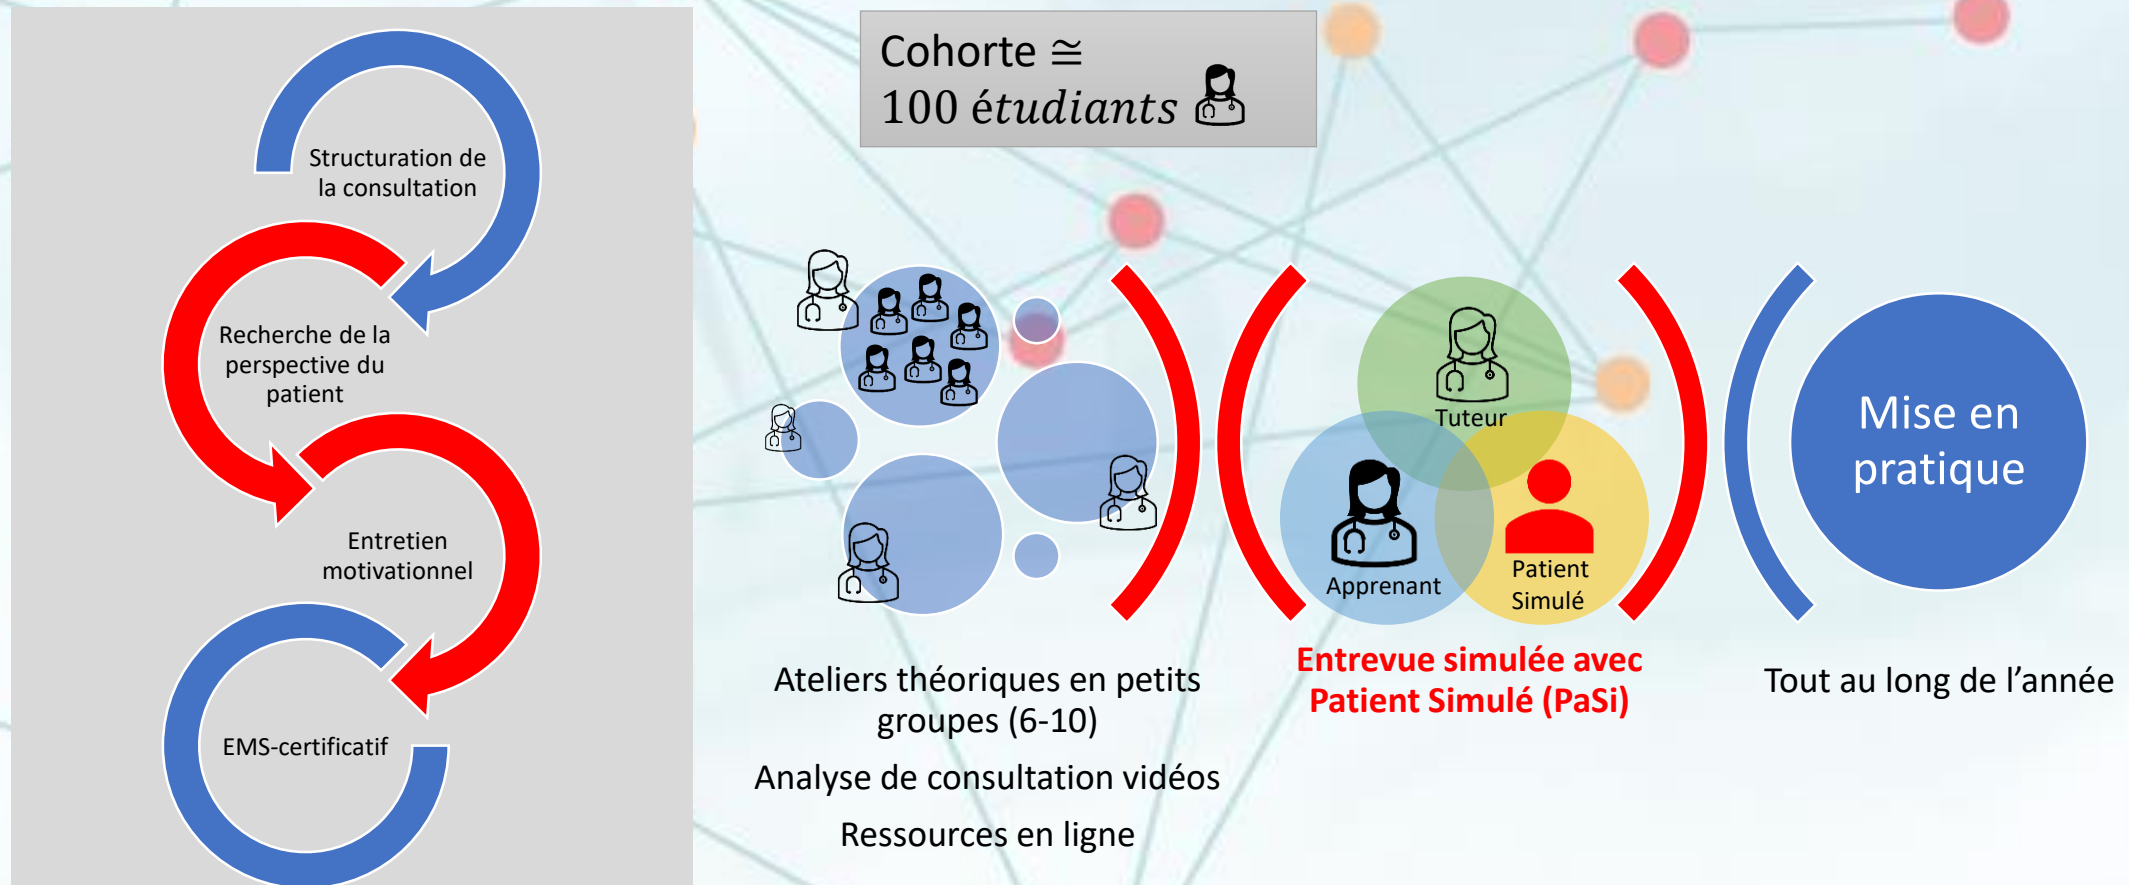 Structuration de
la consultation
Recherche de la
perspective du
patient
Entretien
motivationnel
EMS-certificatif
Cohorte ≅
100 étudiants
Ateliers théoriques en petits
groupes (6-10)
Analyse de consultation vidéos
Ressources en ligne
Tuteur
Apprenant
Patient
Simulé
Entrevue simulée avec
Patient Simulé (PaSi)
Mise en
pratique
Tout au long de l’année